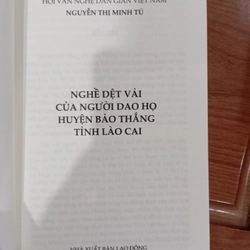 HỘI VĂN NGHỆ DÂN GIAN VIỆT NAM
NGUYỄN THỊ MINH TÚ
NGHỀ DỆT VẢI
CỦA NGƯỜI DAO HỌ
HUYỆN BẢO THẮNG
TỈNH LÀO CAI
NHÀ XUẤT BẢN LAO ĐỘNG